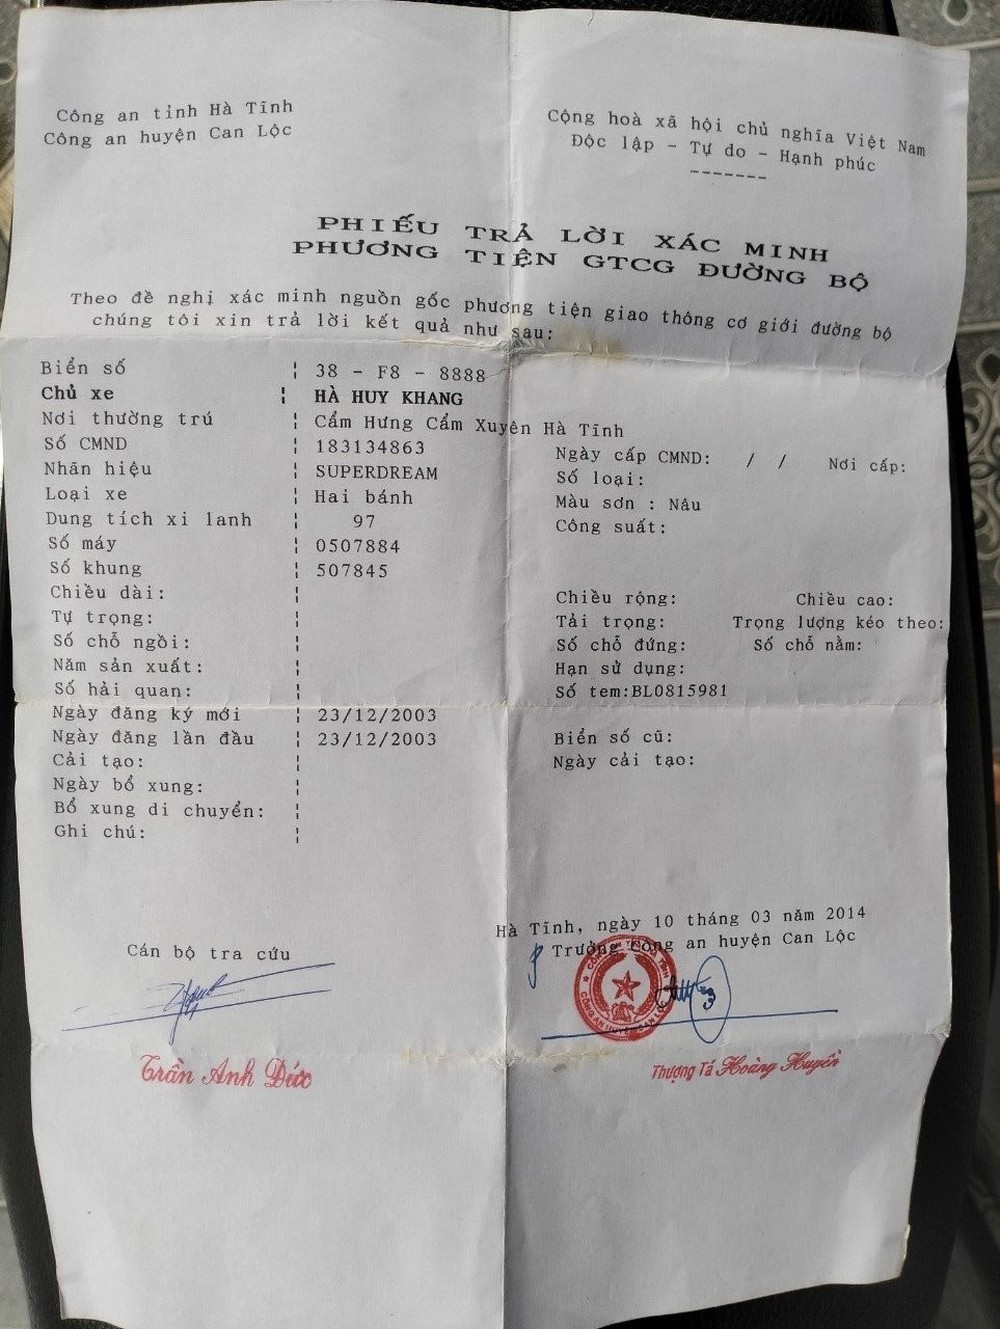 Công an tỉnh Hà Tĩnh
Công an huyện Can Lộc
Cộng hoà xã hội chủ nghĩa Việt Nam
Độc lập - Tự do - Hạnh phúc
-------
PHIẾU TRẢ LỜI XÁC MINH
PHƯƠNG TIỆN GTCG ĐƯỜNG BỘ
Theo đề nghị xác minh nguồn gốc phương tiện giao thông cơ giới đường bộ
chúng tôi xin trả lời kết quả như sau:
Biển số ¦ 38 - F8 - 8888
Chủ xe ¦ HÀ HUY KHANG
Nơi thường trú ¦ Cẩm Hưng Cẩm Xuyên Hà Tĩnh
Số CMND ¦ 183134863 Ngày cấp CMND: / / Nơi cấp:
Nhãn hiệu ¦ SUPERDREAM Số loại:
Loại xe ¦ Hai bánh Màu sơn : Nâu
Dung tích xi lanh ¦ 97 Công suất:
Số máy ¦ 0507884
Số khung ¦ 507845
Chiều dài: ¦ Chiều rộng: Chiều cao:
Tự trọng: ¦ Tải trọng: Trọng lượng kéo theo:
Số chỗ ngồi: ¦ Số chỗ đứng: Số chỗ nằm:
Năm sản xuất: ¦ Hạn sử dụng:
Số hải quan: ¦ Số tem:BL0815981
Ngày đăng ký mới ¦ 23/12/2003
Ngày đăng lần đầu ¦ 23/12/2003 Biển số cũ:
Cải tạo: ¦ Ngày cải tạo:
Ngày bổ xung: ¦
Bổ xung di chuyển: ¦
Ghi chú: ¦
Hà Tĩnh, ngày 10 tháng 03 năm 2014
Cán bộ tra cứu
Trưởng Công an huyện Can Lộc
Trần Anh Đức
Thượng Tá Hoàng Huyền